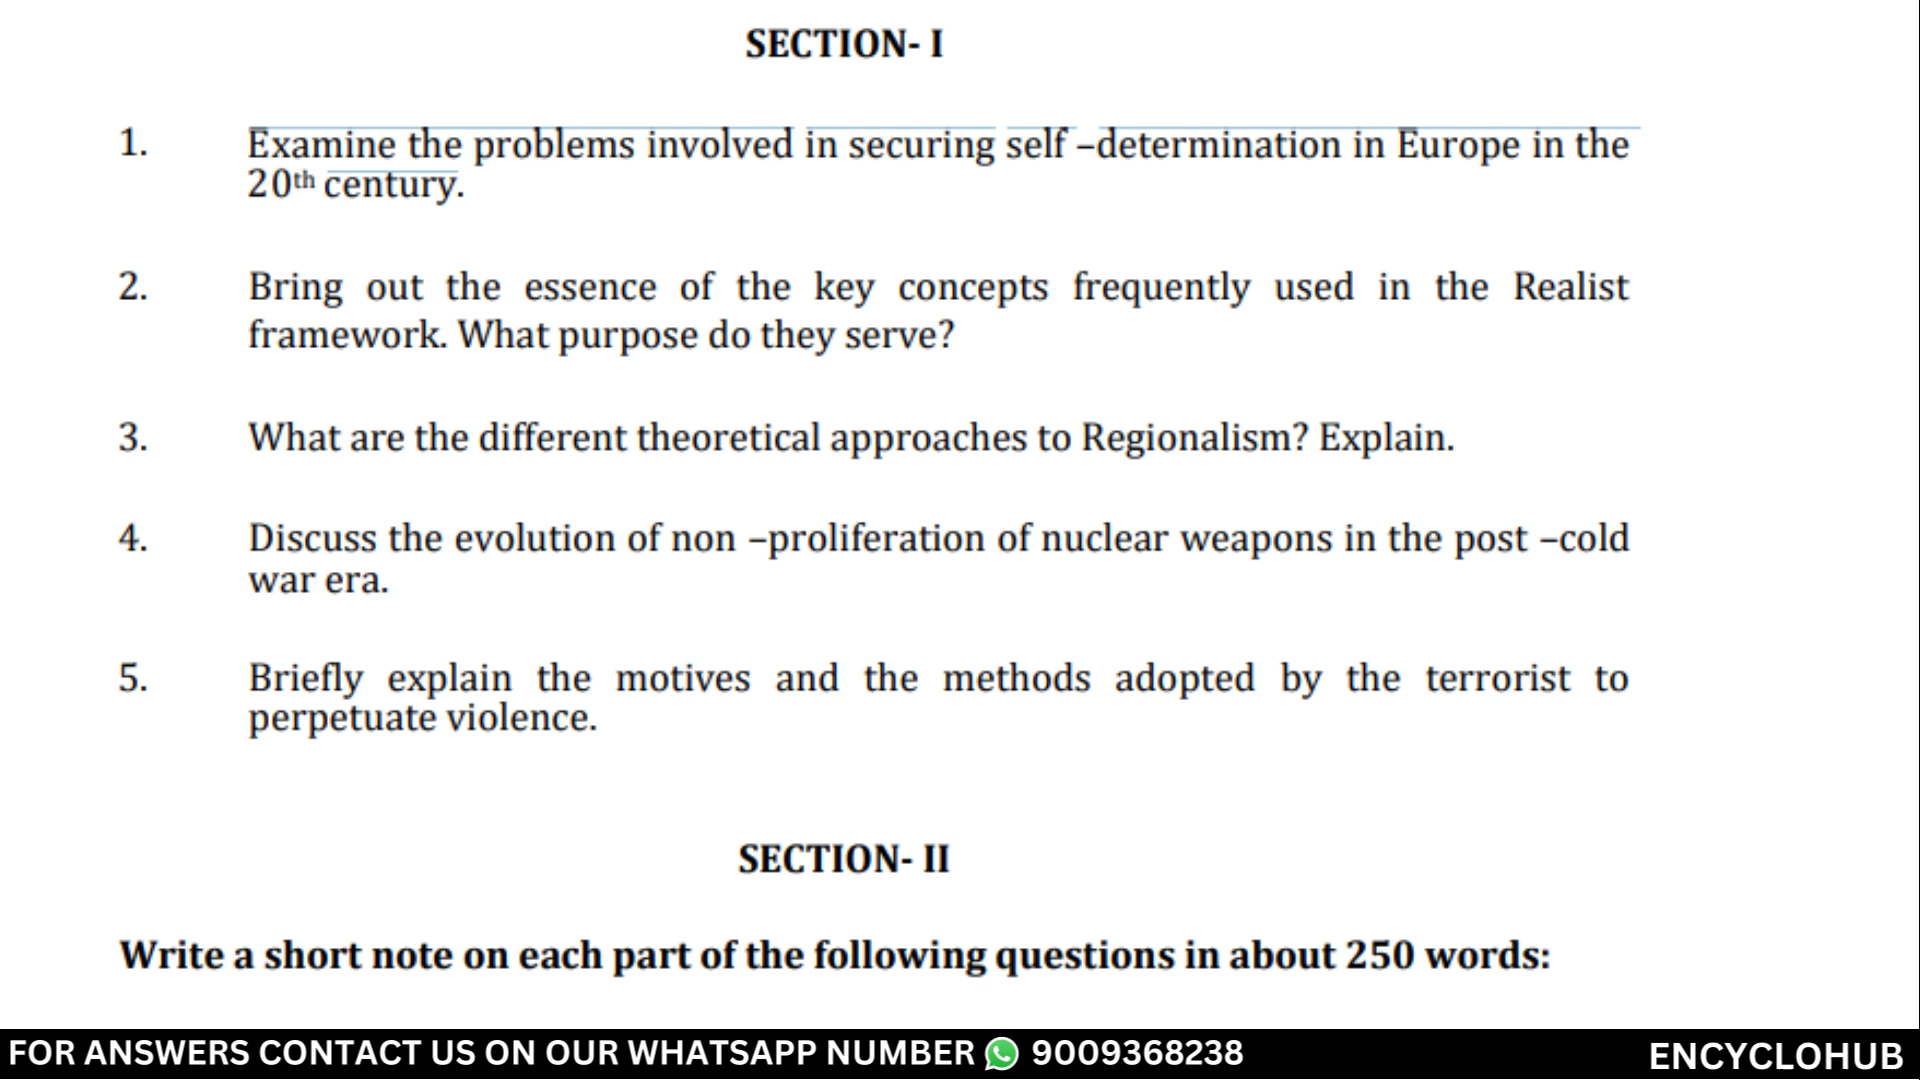 SECTION- I
1. Examine the problems involved in securing self –determination in Europe in the
20th century.
2. Bring out the essence of the key concepts frequently used in the Realist
framework. What purpose do they serve?
3. What are the different theoretical approaches to Regionalism? Explain.
4. Discuss the evolution of non –proliferation of nuclear weapons in the post –cold
war era.
5. Briefly explain the motives and the methods adopted by the terrorist to
perpetuate violence.
SECTION- II
Write a short note on each part of the following questions in about 250 words:
FOR ANSWERS CONTACT US ON OUR WHATSAPP NUMBER 9009368238 ENCYCLOHUB